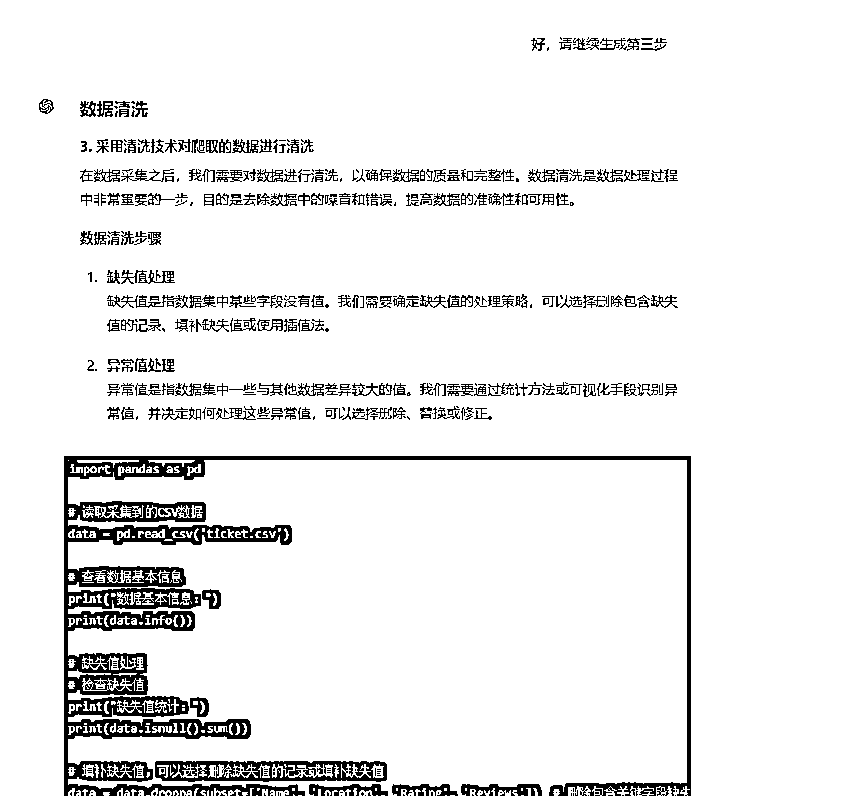 好，请继续生成第三步
数据清洗
3. 采用清洗技术对爬取的数据进行清洗
在数据采集之后，我们需要对数据进行清洗，以确保数据的质量和完整性。数据清洗是数据处理过程
中非常重要的一步，目的是去除数据中的噪音和错误，提高数据的准确性和可用性。
数据清洗步骤
1. 缺失值处理
缺失值是指数据集中某些字段没有值。我们需要确定缺失值的处理策略，可以选择删除包含缺失
值的记录、填补缺失值或使用插值法。
2. 异常值处理
异常值是指数据集中一些与其他数据差异较大的值。我们需要通过统计方法或可视化手段识别异
常值，并决定如何处理这些异常值，可以选择删除、替换或修正。
import pandas as pd
# 读取采集到的CSV数据
data = pd.read_csv('ticket.csv')
# 查看数据基本信息
print("数据基本信息：")
print(data.info())
# 缺失值处理
# 检查缺失值
print("缺失值统计：")
print(data.isnull().sum())
# 填补缺失值，可以选择删除缺失值的记录或填补缺失值
data = data.dropna(subset=['Name', 'Location', 'Rating', 'Reviews']) # 删除包含关键字段缺失